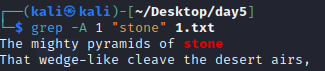 ┌──(kali㉿kali)-[~/Desktop/day5]
└─$ grep -A 1 "stone" 1.txt
The mighty pyramids of stone
That wedge-like cleave the desert airs,